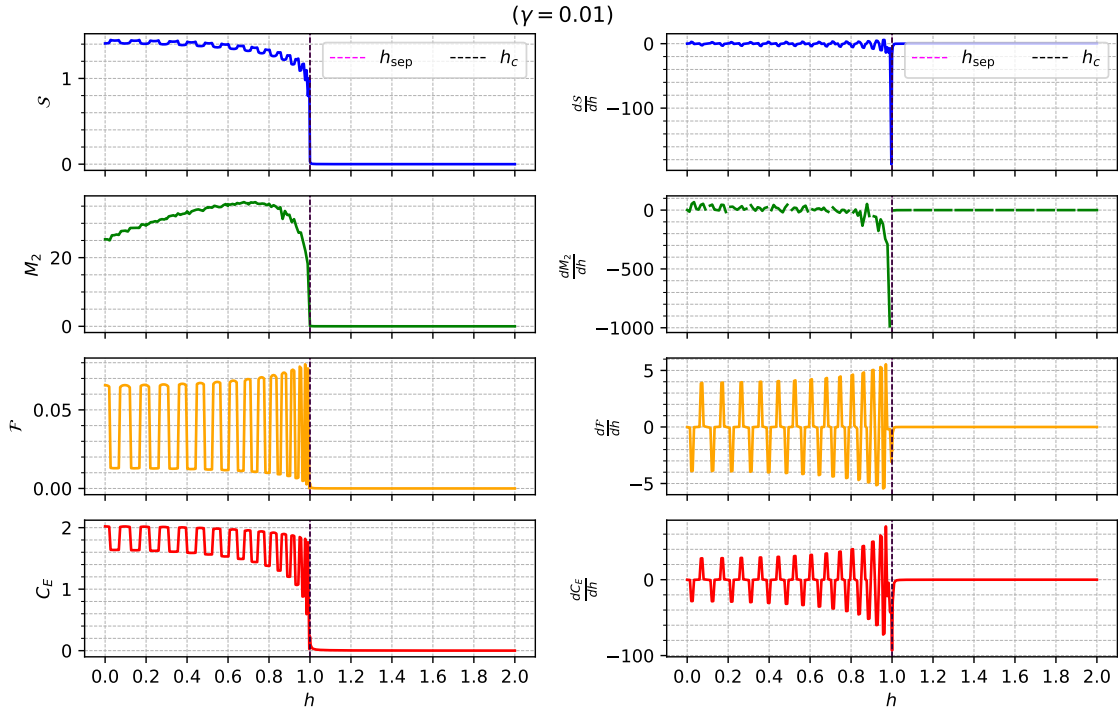 (γ = 0.01)
1
0
𝒮
h_sep
h_c
0
−100
d𝒮/dh
h_sep
h_c
20
0
M_2
0
−500
−1000
dM_2/dh
0.05
0.00
ℱ
5
0
−5
dℱ/dh
2
1
0
C_E
0.0 0.2 0.4 0.6 0.8 1.0 1.2 1.4 1.6 1.8 2.0
h
0
−100
dC_E/dh
0.0 0.2 0.4 0.6 0.8 1.0 1.2 1.4 1.6 1.8 2.0
h